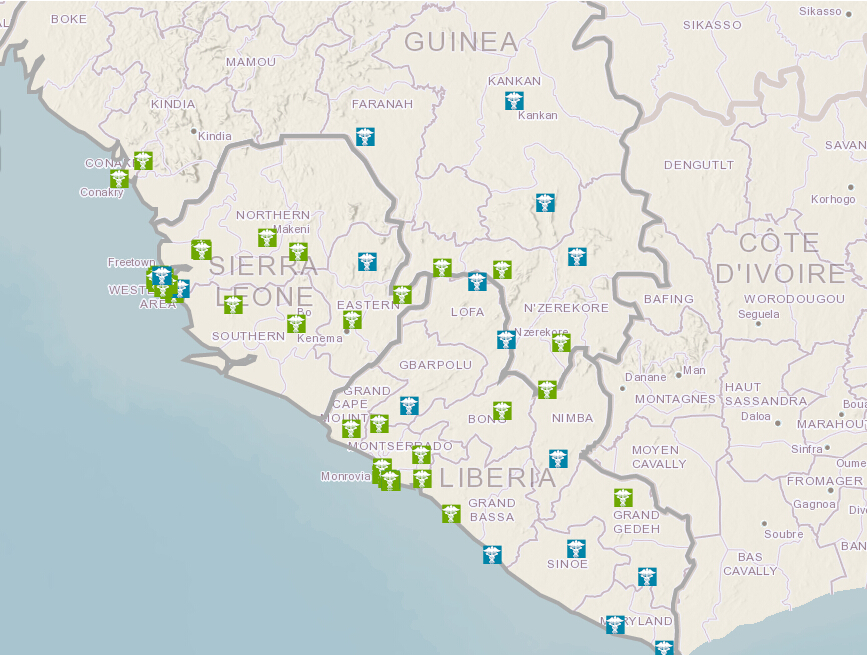 BOKE
SIKASSO
Sikasso
GUINEA
MAMOU
KANKAN
Kankan
KINDIA
FARANAH
Kindia
SAVAN
CONAK
DENGUTLT
Conakry
Korhogo
NORTHERN
Makeni
CÔTE
D'IVOIRE
Freetown
SIERRA
LEONE
WESTE
AREA
EASTERN
Bo
SOUTHERN
Kenema
LOFA
N'ZEREKORE
Nzerekore
BAFING
WORODOUGOU
Seguela
GBARPOLU
Danane
Man
MONTAGNES
HAUT
SASSANDRA
GRAND
CAPE
MOUNT
BONG
NIMBA
Daloa
Boua
MARAHOU
MONTSERRADO
MOYEN
CAVALLY
Sinfra
Oume
Monrovia
LIBERIA
FROMAGER
Gagnoa
GRAND
BASSA
GRAND
GEDEH
Div
Soubre
BAN
SINOE
BAS
CAVALLY
RYLAND